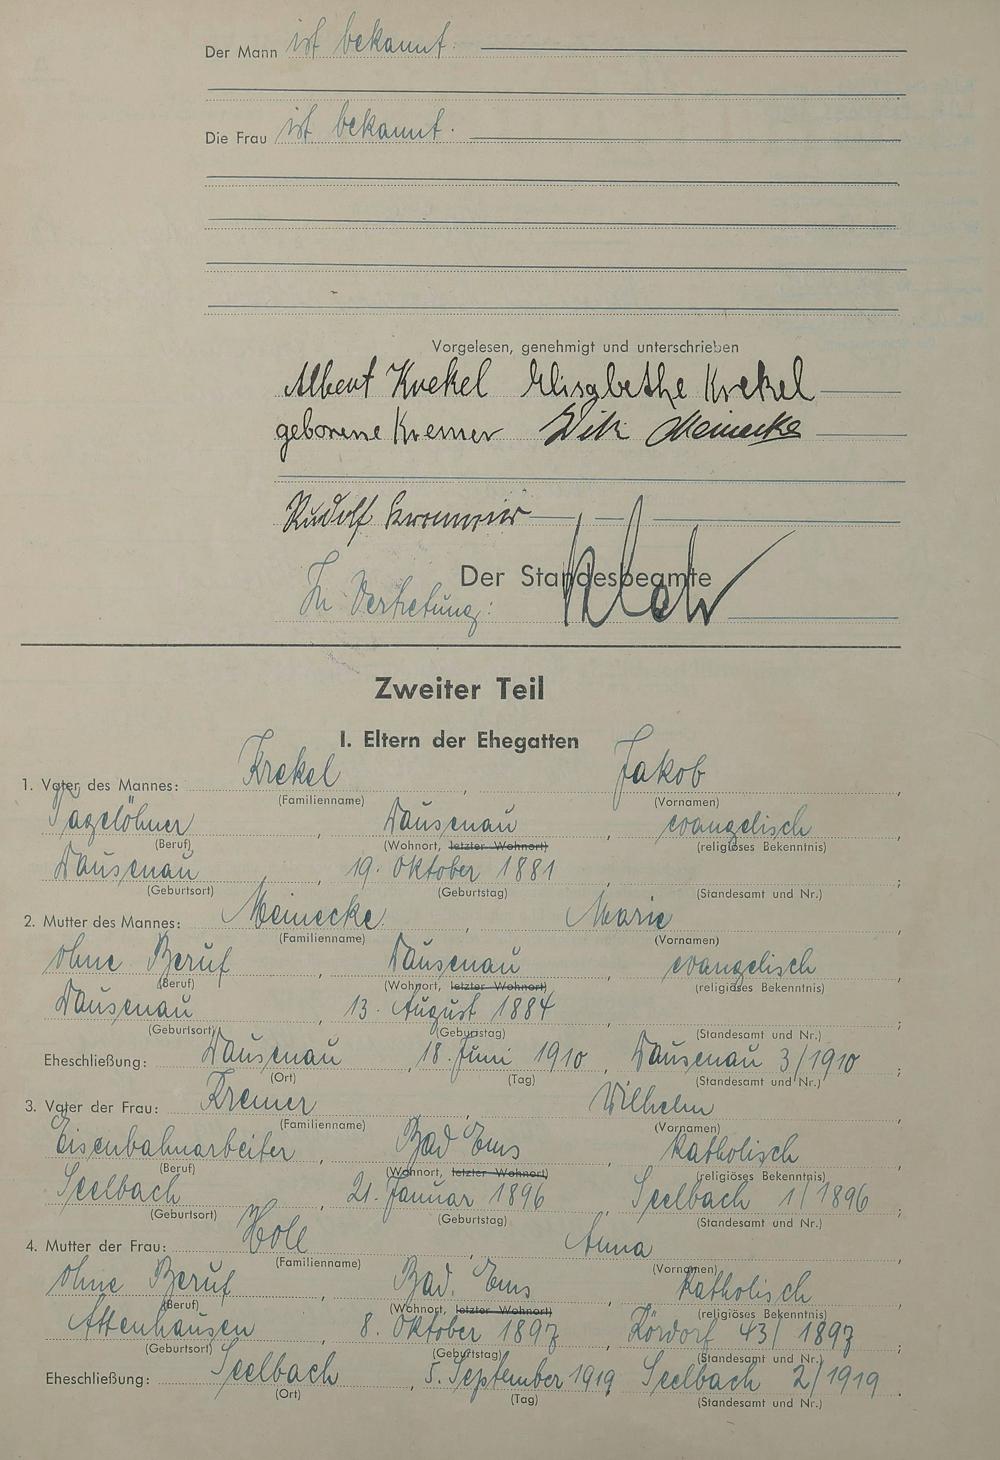 Der Mann ist bekannt.
Die Frau ist bekannt.
Vorgelesen, genehmigt und unterschrieben
Albert Krekel Elisabethe Krekel
geborene Kremer Meinecke
Rudolf
Der Standesbeamte
In Vertretung:
Zweiter Teil
I. Eltern der Ehegatten
1. Vater des Mannes: Krekel, Jakob,
(Familienname) (Vornamen)
Tagelöhner, Dausenau, evangelisch,
(Beruf) (Wohnort, letzter Wohnort) (religiöses Bekenntnis)
Dausenau, 19. Oktober 1881, ;
(Geburtsort) (Geburtstag) (Standesamt und Nr.)
2. Mutter des Mannes: Meinecke, Marie,
(Familienname) (Vornamen)
ohne Beruf, Dausenau, evangelisch,
(Beruf) (Wohnort, letzter Wohnort) (religiöses Bekenntnis)
Dausenau, 13. August 1884, ;
(Geburtsort) (Geburtstag) (Standesamt und Nr.)
Eheschließung: Dausenau, 18. Juni 1910, Dausenau 3/1910;
(Ort) (Tag) (Standesamt und Nr.)
3. Vater der Frau: Kremer, Wilhelm,
(Familienname) (Vornamen)
Eisenbahnarbeiter, Bad Ems, katholisch,
(Beruf) (Wohnort, letzter Wohnort) (religiöses Bekenntnis)
Seelbach, 21. Januar 1896, Seelbach 1/1896;
(Geburtsort) (Geburtstag) (Standesamt und Nr.)
4. Mutter der Frau: Holl, Anna,
(Familienname) (Vornamen)
ohne Beruf, Bad Ems, katholisch,
(Beruf) (Wohnort, letzter Wohnort) (religiöses Bekenntnis)
Attenhausen, 8. Oktober 1897, Kördorf 43/1897;
(Geburtsort) (Geburtstag) (Standesamt und Nr.)
Eheschließung: Seelbach, 5. September 1919, Seelbach 2/1919.
(Ort) (Tag) (Standesamt und Nr.)